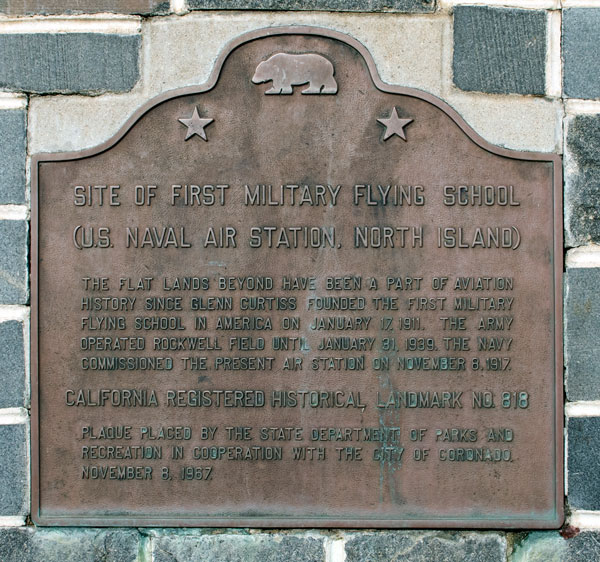 SITE OF FIRST MILITARY FLYING SCHOOL
(U.S. NAVAL AIR STATION, NORTH ISLAND)
THE FLAT LANDS BEYOND HAVE BEEN A PART OF AVIATION
HISTORY SINCE GLENN CURTISS FOUNDED THE FIRST MILITARY
FLYING SCHOOL IN AMERICA ON JANUARY 17, 1911. THE ARMY
OPERATED ROCKWELL FIELD UNTIL JANUARY 31, 1939. THE NAVY
COMMISSIONED THE PRESENT AIR STATION ON NOVEMBER 8, 1917.
CALIFORNIA REGISTERED HISTORICAL LANDMARK NO. 818
PLAQUE PLACED BY THE STATE DEPARTMENT OF PARKS AND
RECREATION IN COOPERATION WITH THE CITY OF CORONADO,
NOVEMBER 8, 1967.